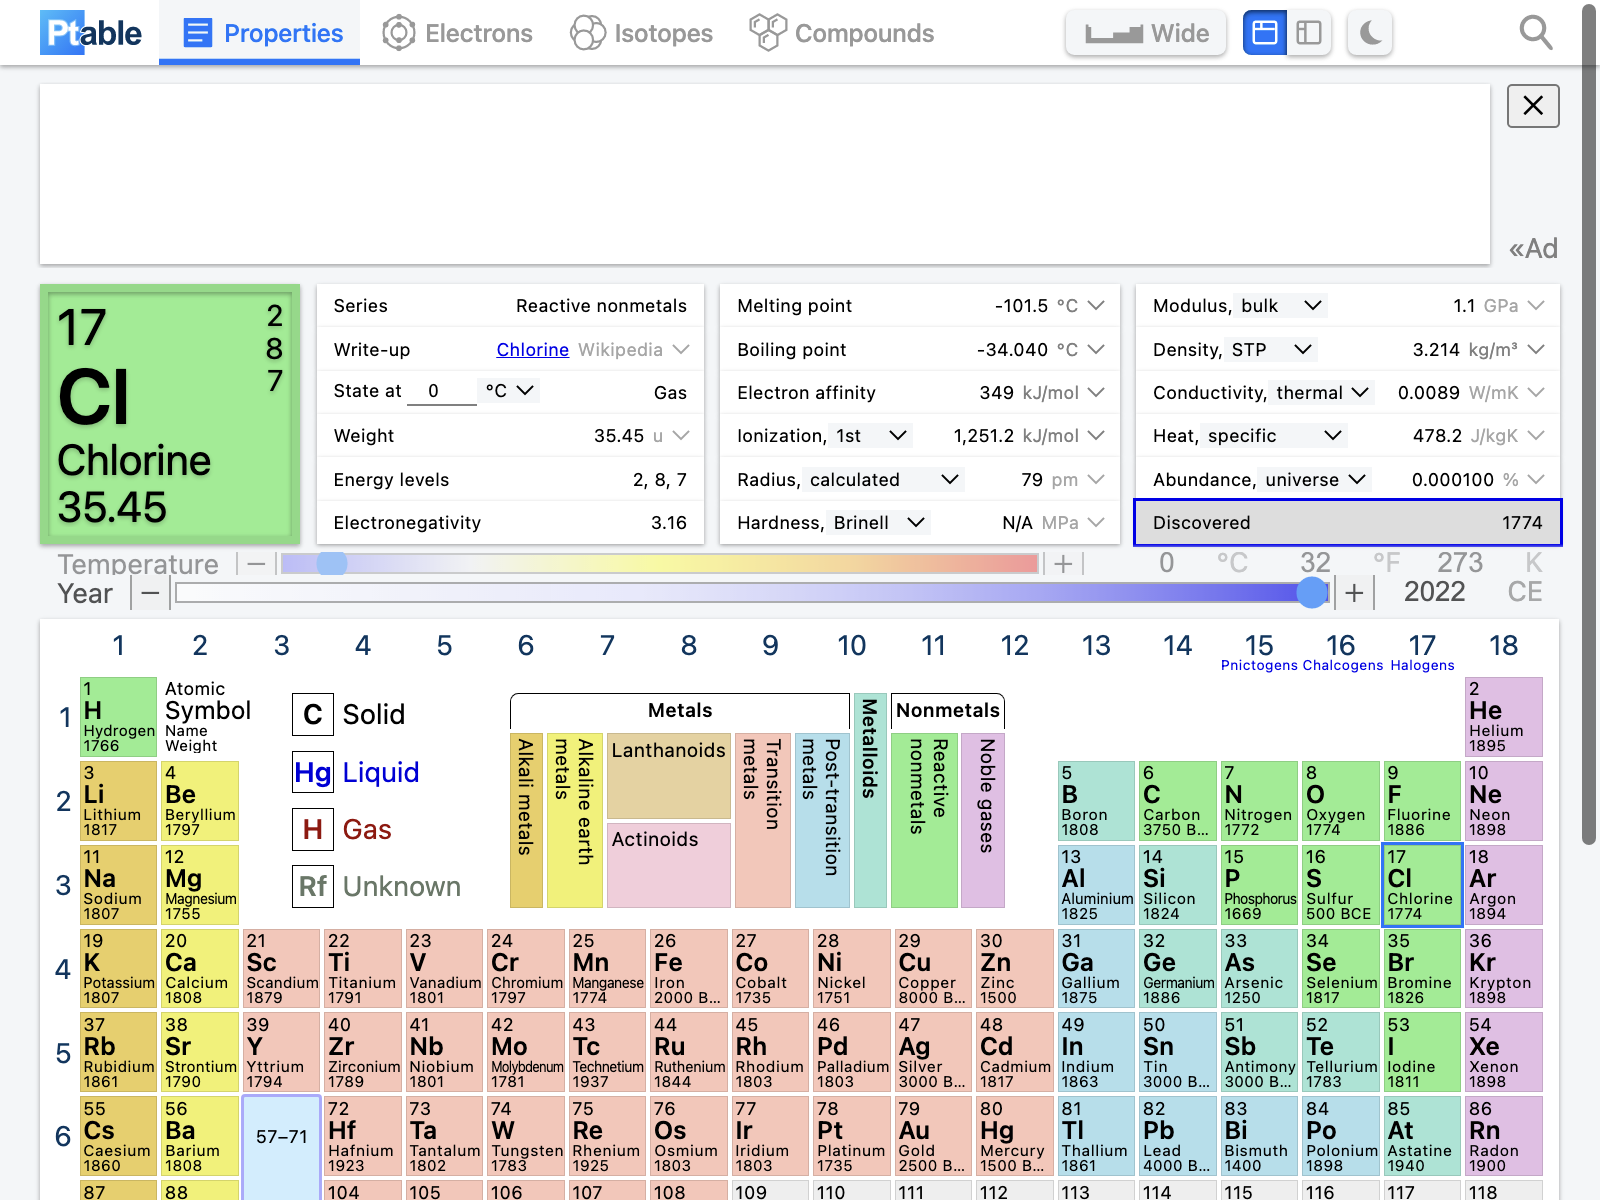 Ptable
Properties
Electrons
Isotopes
Compounds
Wide
«Ad
17
2
8
7
Cl
Chlorine
35.45
Series Reactive nonmetals
Write-up Chlorine Wikipedia
State at 0 °C Gas
Weight 35.45 u
Energy levels 2, 8, 7
Electronegativity 3.16
Melting point -101.5 °C
Boiling point -34.040 °C
Electron affinity 349 kJ/mol
Ionization, 1st 1,251.2 kJ/mol
Radius, calculated 79 pm
Hardness, Brinell N/A MPa
Modulus, bulk 1.1 GPa
Density, STP 3.214 kg/m³
Conductivity, thermal 0.0089 W/mK
Heat, specific 478.2 J/gK
Abundance, universe 0.000100 %
Discovered 1774
Temperature − + 0 °C 32 °F 273 K
Year − + 2022 CE
1 2 3 4 5 6 7 8 9 10 11 12 13 14 15 16 17 18
Pnictogens Chalcogens Halogens
1
1 H Hydrogen 1766
Atomic
Symbol
Name
Weight
C Solid
Hg Liquid
H Gas
Rf Unknown
Metals
Metalloids
Nonmetals
Alkali metals
Alkaline earth metals
Lanthanoids
Actinoids
Transition metals
Post-transition metals
Reactive nonmetals
Noble gases
2 He Helium 1895
2
3 Li Lithium 1817
4 Be Beryllium 1797
5 B Boron 1808
6 C Carbon 3750 B...
7 N Nitrogen 1772
8 O Oxygen 1774
9 F Fluorine 1886
10 Ne Neon 1898
3
11 Na Sodium 1807
12 Mg Magnesium 1755
13 Al Aluminium 1825
14 Si Silicon 1824
15 P Phosphorus 1669
16 S Sulfur 500 BCE
17 Cl Chlorine 1774
18 Ar Argon 1894
4
19 K Potassium 1807
20 Ca Calcium 1808
21 Sc Scandium 1879
22 Ti Titanium 1791
23 V Vanadium 1801
24 Cr Chromium 1797
25 Mn Manganese 1774
26 Fe Iron 2000 B...
27 Co Cobalt 1735
28 Ni Nickel 1751
29 Cu Copper 8000 B...
30 Zn Zinc 1500
31 Ga Gallium 1875
32 Ge Germanium 1886
33 As Arsenic 1250
34 Se Selenium 1817
35 Br Bromine 1826
36 Kr Krypton 1898
5
37 Rb Rubidium 1861
38 Sr Strontium 1790
39 Y Yttrium 1794
40 Zr Zirconium 1789
41 Nb Niobium 1801
42 Mo Molybdenum 1781
43 Tc Technetium 1937
44 Ru Ruthenium 1844
45 Rh Rhodium 1803
46 Pd Palladium 1803
47 Ag Silver 3000 B...
48 Cd Cadmium 1817
49 In Indium 1863
50 Sn Tin 3000 B...
51 Sb Antimony 3000 B...
52 Te Tellurium 1783
53 I Iodine 1811
54 Xe Xenon 1898
6
55 Cs Caesium 1860
56 Ba Barium 1808
57–71
72 Hf Hafnium 1923
73 Ta Tantalum 1802
74 W Tungsten 1783
75 Re Rhenium 1925
76 Os Osmium 1803
77 Ir Iridium 1803
78 Pt Platinum 1735
79 Au Gold 2500 B...
80 Hg Mercury 1500 B...
81 Tl Thallium 1861
82 Pb Lead 4000 B...
83 Bi Bismuth 1400
84 Po Polonium 1898
85 At Astatine 1940
86 Rn Radon 1900
87 88 104 105 106 107 108 109 110 111 112 113 114 115 116 117 118